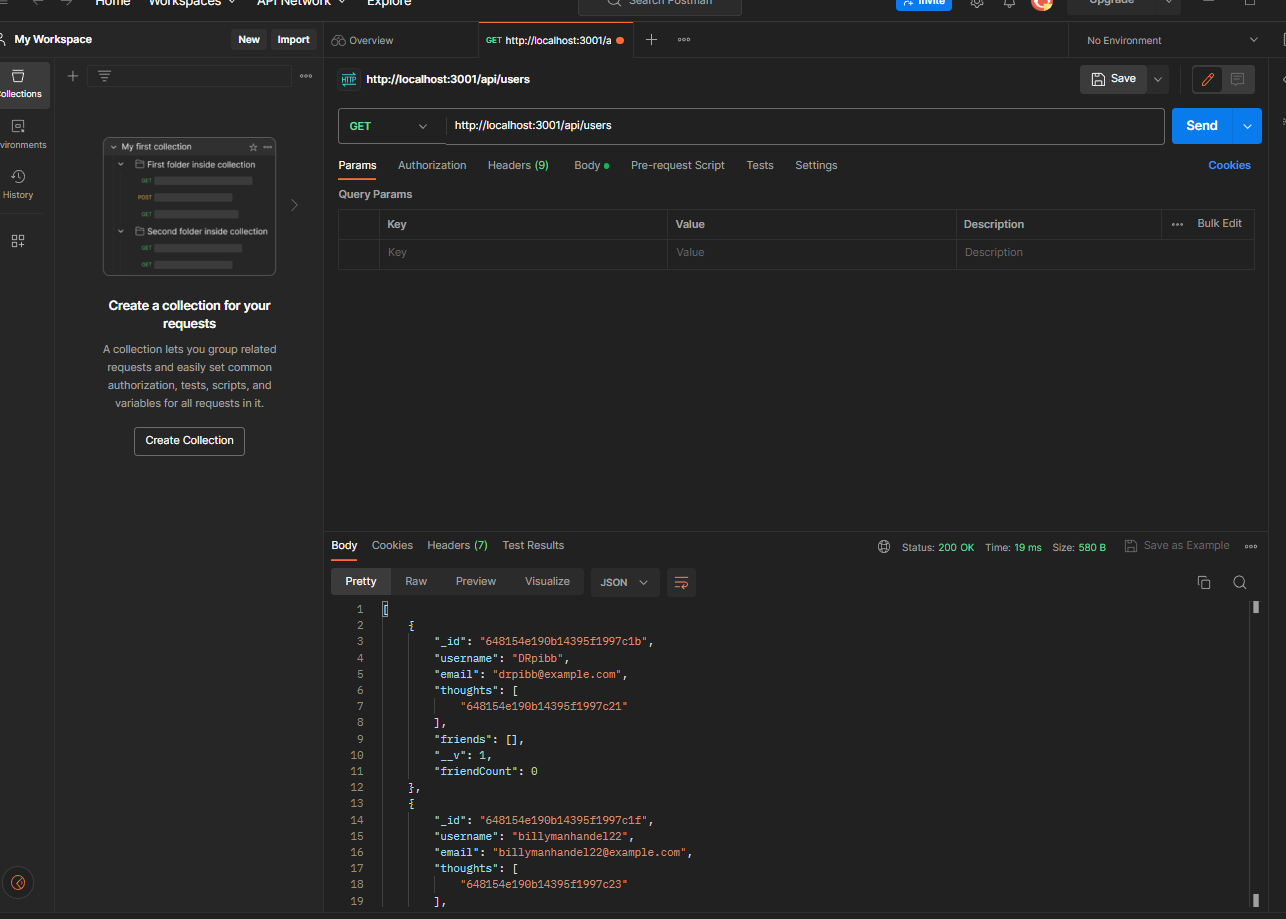 Home Workspaces API Network Explore Search Postman Invite Upgrade
My Workspace New Import Overview GET http://localhost:3001/a No Environment
ollections
vironments
History
My first collection
First folder inside collection
GET
POST
GET
Second folder inside collection
GET
GET
Create a collection for your
requests
A collection lets you group related
requests and easily set common
authorization, tests, scripts, and
variables for all requests in it.
Create Collection
HTTP http://localhost:3001/api/users Save
GET http://localhost:3001/api/users Send
Params Authorization Headers (9) Body Pre-request Script Tests Settings Cookies
Query Params
Key Value Description Bulk Edit
Key Value Description
Body Cookies Headers (7) Test Results Status: 200 OK Time: 19 ms Size: 580 B Save as Example
Pretty Raw Preview Visualize JSON
1 [
2 {
3 "_id": "648154e190b14395f1997c1b",
4 "username": "DRpibb",
5 "email": "drpibb@example.com",
6 "thoughts": [
7 "648154e190b14395f1997c21"
8 ],
9 "friends": [],
10 "__v": 1,
11 "friendCount": 0
12 },
13 {
14 "_id": "648154e190b14395f1997c1f",
15 "username": "billymanhandel22",
16 "email": "billymanhandel22@example.com",
17 "thoughts": [
18 "648154e190b14395f1997c23"
19 ],